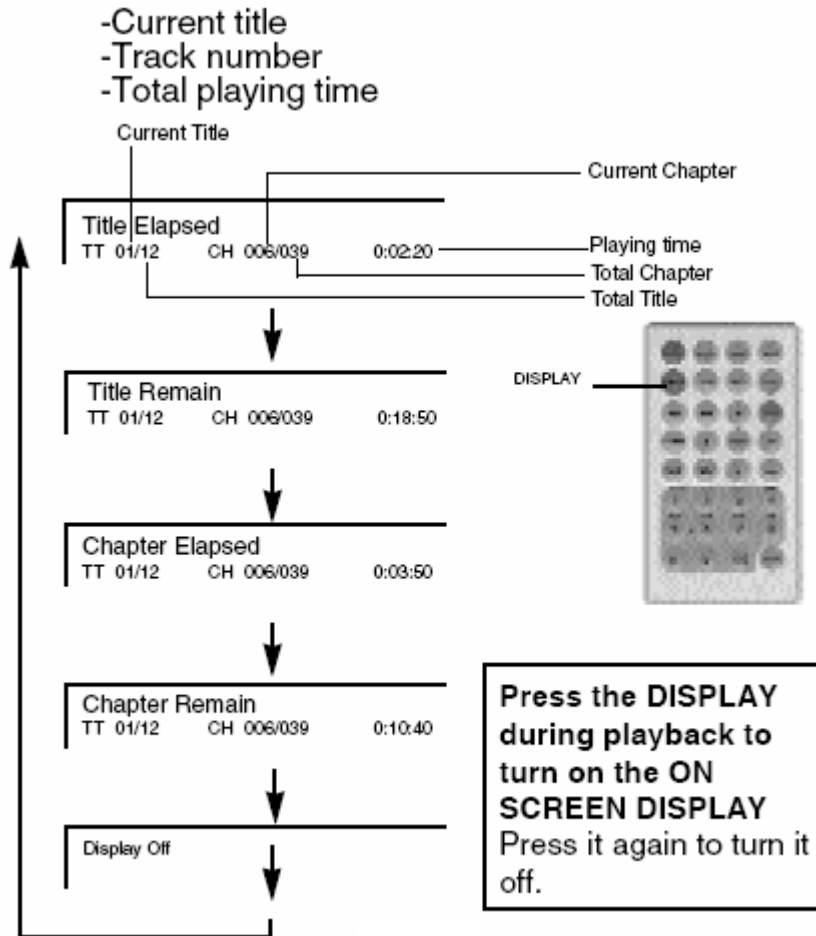 -Current title
-Track number
-Total playing time
Current Title
Current Chapter
Title Elapsed
TT 01/12 CH 006/039 0:02:20
Playing time
Total Chapter
Total Title
Title Remain
TT 01/12 CH 006/039 0:18:50
DISPLAY
Chapter Elapsed
TT 01/12 CH 006/039 0:03:50
Chapter Remain
TT 01/12 CH 006/039 0:10:40
Display Off
Press the DISPLAY
during playback to
turn on the ON
SCREEN DISPLAY
Press it again to turn it
off.